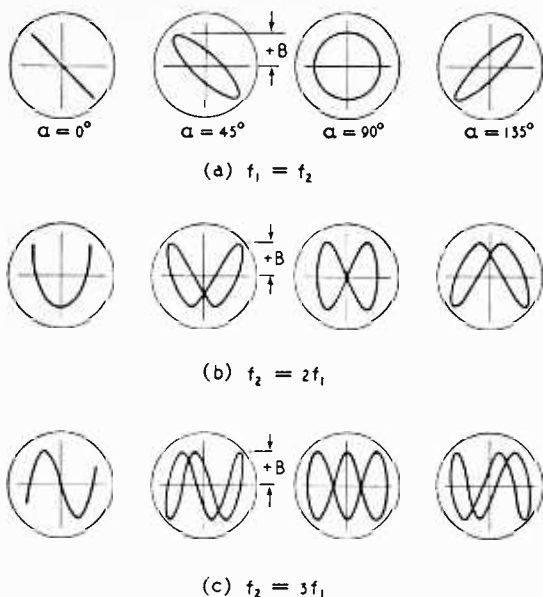 +B
α = 0° α = 45° α = 90° α = 135°
(a) f₁ = f₂
+B
(b) f₂ = 2f₁
+B
(c) f₂ = 3f₁